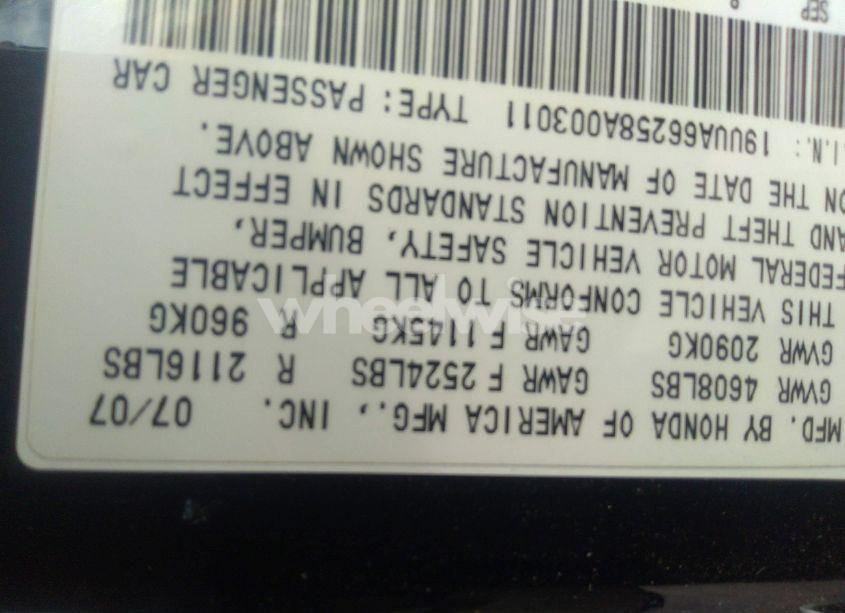 MFD. BY HONDA OF AMERICA MFG., INC. 07/07
GVWR 4608LBS GAWR F 2524LBS R 2116LBS
GVWR 2090KG GAWR F 1145KG R 960KG
THIS VEHICLE CONFORMS TO ALL APPLICABLE
FEDERAL MOTOR VEHICLE SAFETY, BUMPER,
AND THEFT PREVENTION STANDARDS IN EFFECT
ON THE DATE OF MANUFACTURE SHOWN ABOVE.
.I.N.: 19UUA66258A003011 TYPE: PASSENGER CAR
SEP
wheelwise